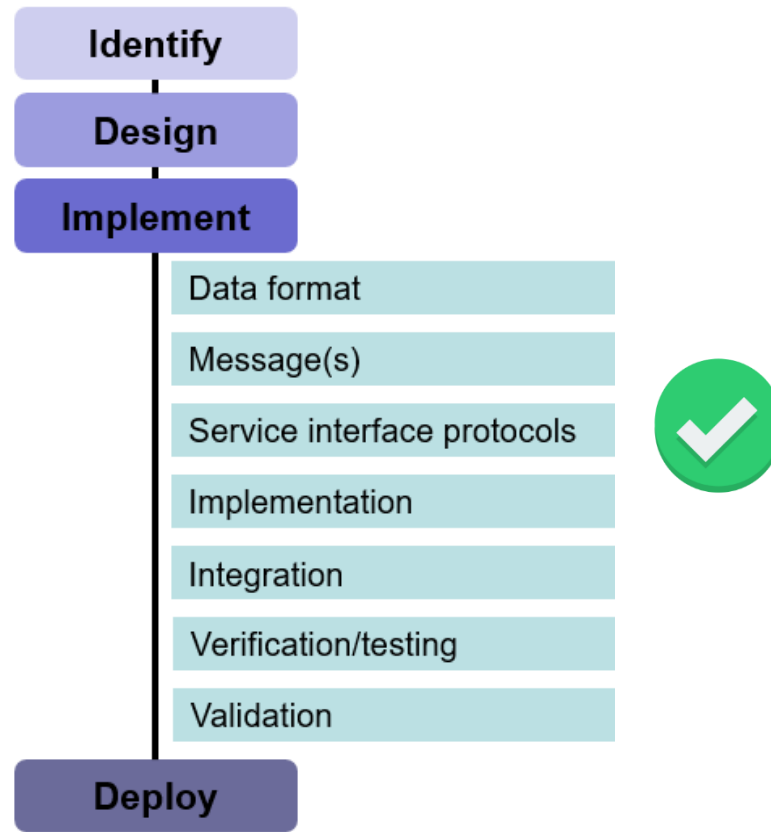 Identify
Design
Implement
Data format
Message(s)
Service interface protocols
Implementation
Integration
Verification/testing
Validation
Deploy